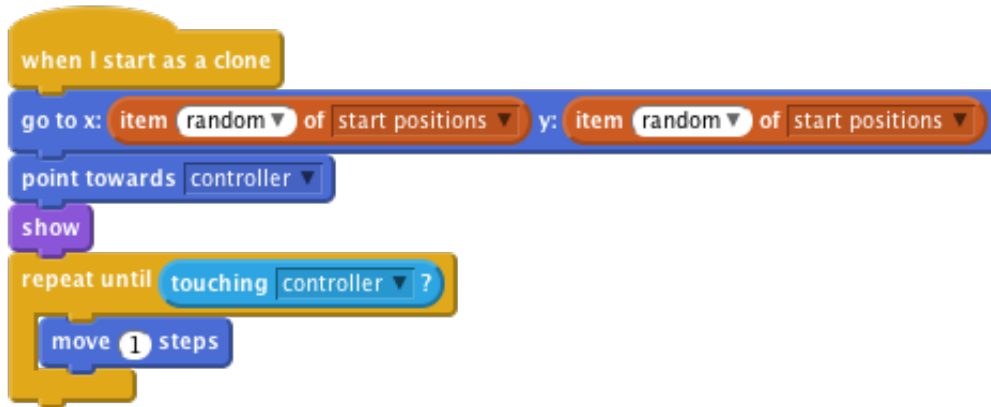 when I start as a clone
go to x: item random of start positions y: item random of start positions
point towards controller
show
repeat until touching controller ?
move 1 steps